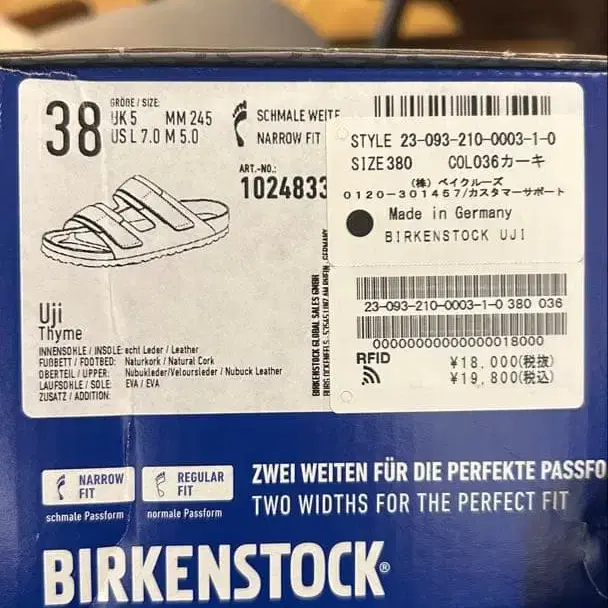 38
GRÖßE / SIZE:
UK 5 MM 245
US L 7.0 M 5.0
SCHMALE WEITE
NARROW FIT
ART.-NO.:
1024833
STYLE 23-093-210-0003-1-0
SIZE 380 COL036カーキ
(株) ベイクルーズ
0120-301457/カスタマーサポート
Made in Germany
BIRKENSTOCK UJI
23-093-210-0003-1-0 380 036
RFID
¥18,000(税抜)
¥19,800(税込)
Uji
Thyme
INNENSOHLE / INSOLE: echt Leder / Leather
FUßBETT / FOOTBED: Naturkork / Natural Cork
OBERTEIL / UPPER: Nubukleder/Veloursleder / Nubuck Leather
LAUFSOHLE / SOLE: EVA / EVA
ZUSATZ / ADDITION:
BIRKENSTOCK GLOBAL SALES GMBH
GERMANY
NARROW
FIT
schmale Passform
REGULAR
FIT
normale Passform
ZWEI WEITEN FÜR DIE PERFEKTE PASSFO
TWO WIDTHS FOR THE PERFECT FIT
BIRKENSTOCK®